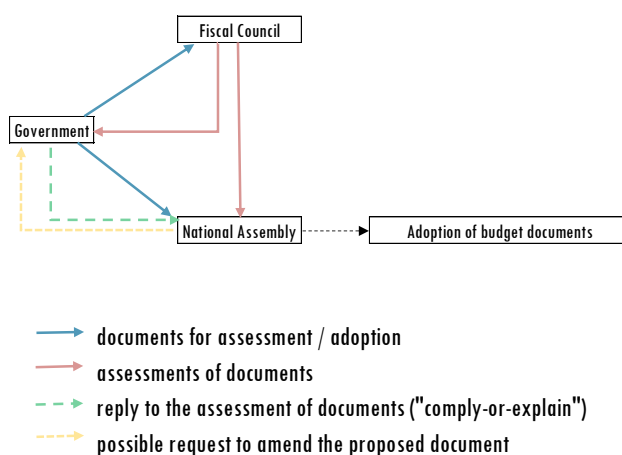 Fiscal Council
Government
National Assembly
Adoption of budget documents
documents for assessment / adoption
assessments of documents
reply to the assessment of documents ("comply-or-explain")
possible request to amend the proposed document